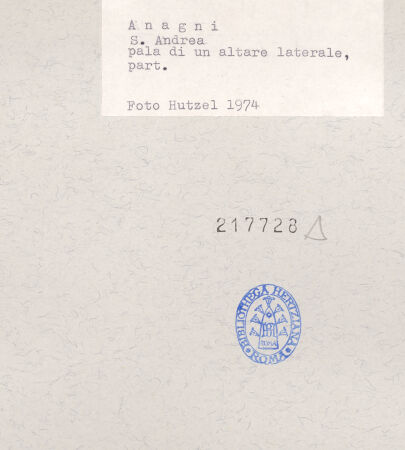 A n a g n i
S. Andrea
pala di un altare laterale,
part.
Foto Hutzel 1974
217728
BIBLIOTHECA HERTZIANA
ROMA